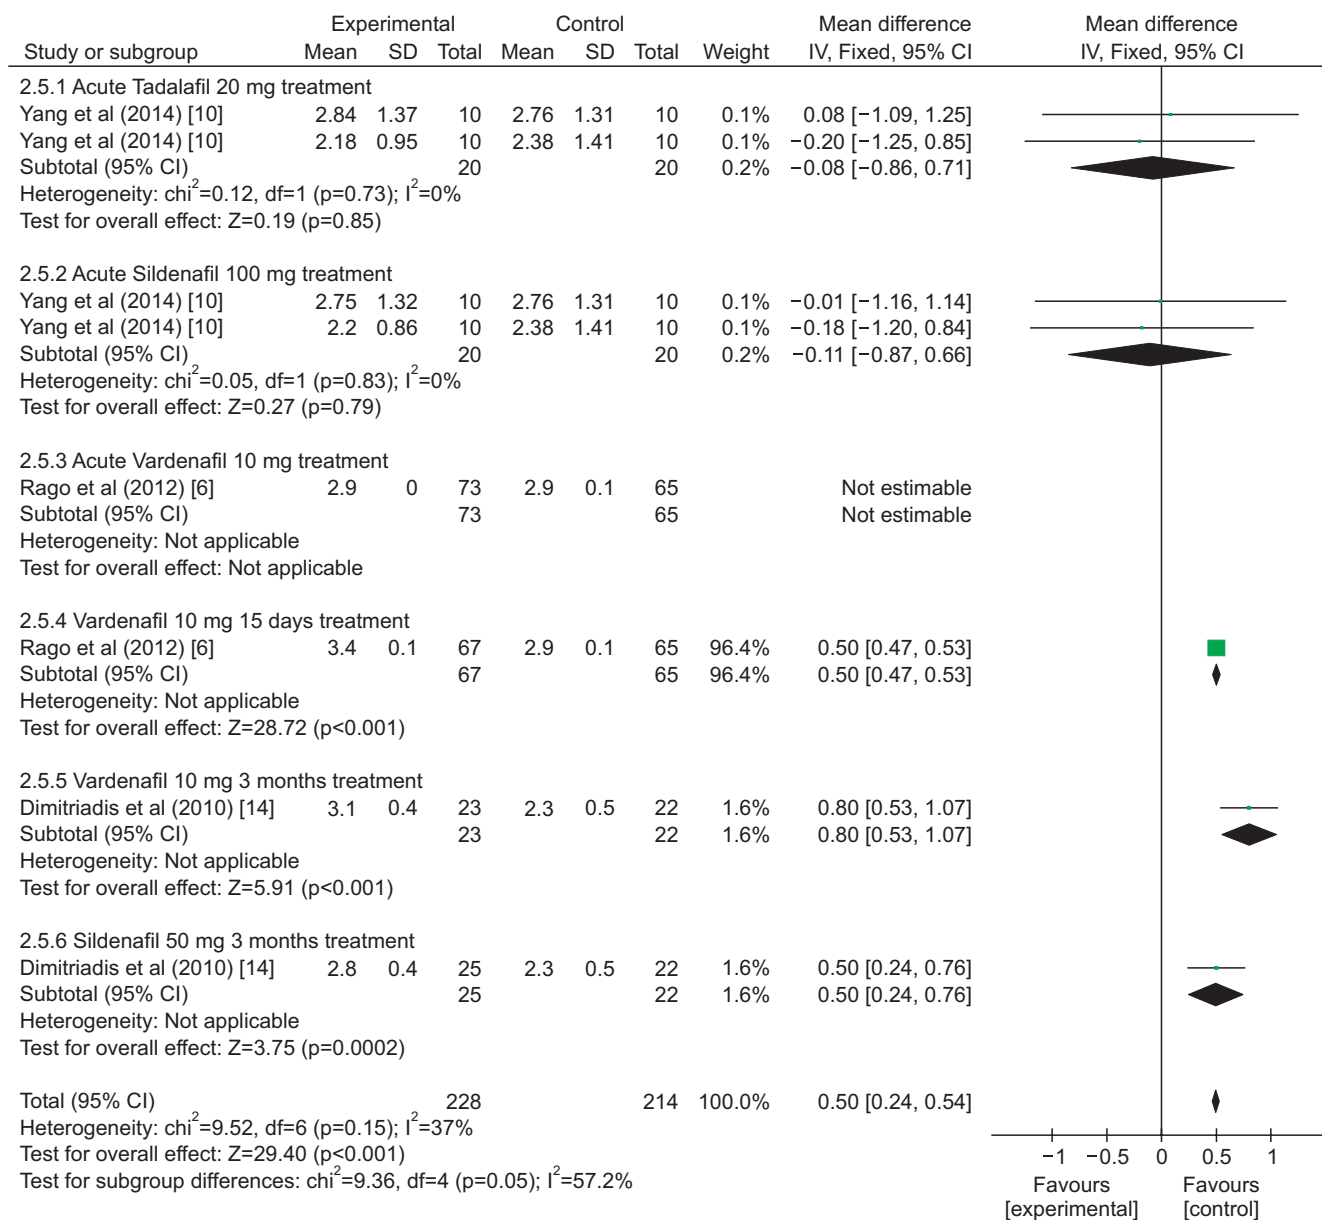 Experimental Control Mean difference Mean difference
Study or subgroup Mean SD Total Mean SD Total Weight IV, Fixed, 95% CI IV, Fixed, 95% CI
2.5.1 Acute Tadalafil 20 mg treatment
Yang et al (2014) [10] 2.84 1.37 10 2.76 1.31 10 0.1% 0.08 [−1.09, 1.25]
Yang et al (2014) [10] 2.18 0.95 10 2.38 1.41 10 0.1% −0.20 [−1.25, 0.85]
Subtotal (95% CI) 20 20 0.2% −0.08 [−0.86, 0.71]
Heterogeneity: chi²=0.12, df=1 (p=0.73); I²=0%
Test for overall effect: Z=0.19 (p=0.85)
2.5.2 Acute Sildenafil 100 mg treatment
Yang et al (2014) [10] 2.75 1.32 10 2.76 1.31 10 0.1% −0.01 [−1.16, 1.14]
Yang et al (2014) [10] 2.2 0.86 10 2.38 1.41 10 0.1% −0.18 [−1.20, 0.84]
Subtotal (95% CI) 20 20 0.2% −0.11 [−0.87, 0.66]
Heterogeneity: chi²=0.05, df=1 (p=0.83); I²=0%
Test for overall effect: Z=0.27 (p=0.79)
2.5.3 Acute Vardenafil 10 mg treatment
Rago et al (2012) [6] 2.9 0 73 2.9 0.1 65 Not estimable
Subtotal (95% CI) 73 65 Not estimable
Heterogeneity: Not applicable
Test for overall effect: Not applicable
2.5.4 Vardenafil 10 mg 15 days treatment
Rago et al (2012) [6] 3.4 0.1 67 2.9 0.1 65 96.4% 0.50 [0.47, 0.53]
Subtotal (95% CI) 67 65 96.4% 0.50 [0.47, 0.53]
Heterogeneity: Not applicable
Test for overall effect: Z=28.72 (p<0.001)
2.5.5 Vardenafil 10 mg 3 months treatment
Dimitriadis et al (2010) [14] 3.1 0.4 23 2.3 0.5 22 1.6% 0.80 [0.53, 1.07]
Subtotal (95% CI) 23 22 1.6% 0.80 [0.53, 1.07]
Heterogeneity: Not applicable
Test for overall effect: Z=5.91 (p<0.001)
2.5.6 Sildenafil 50 mg 3 months treatment
Dimitriadis et al (2010) [14] 2.8 0.4 25 2.3 0.5 22 1.6% 0.50 [0.24, 0.76]
Subtotal (95% CI) 25 22 1.6% 0.50 [0.24, 0.76]
Heterogeneity: Not applicable
Test for overall effect: Z=3.75 (p=0.0002)
Total (95% CI) 228 214 100.0% 0.50 [0.24, 0.54]
Heterogeneity: chi²=9.52, df=6 (p=0.15); I²=37%
Test for overall effect: Z=29.40 (p<0.001)
Test for subgroup differences: chi²=9.36, df=4 (p=0.05); I²=57.2%
−1 −0.5 0 0.5 1
Favours Favours
[experimental] [control]